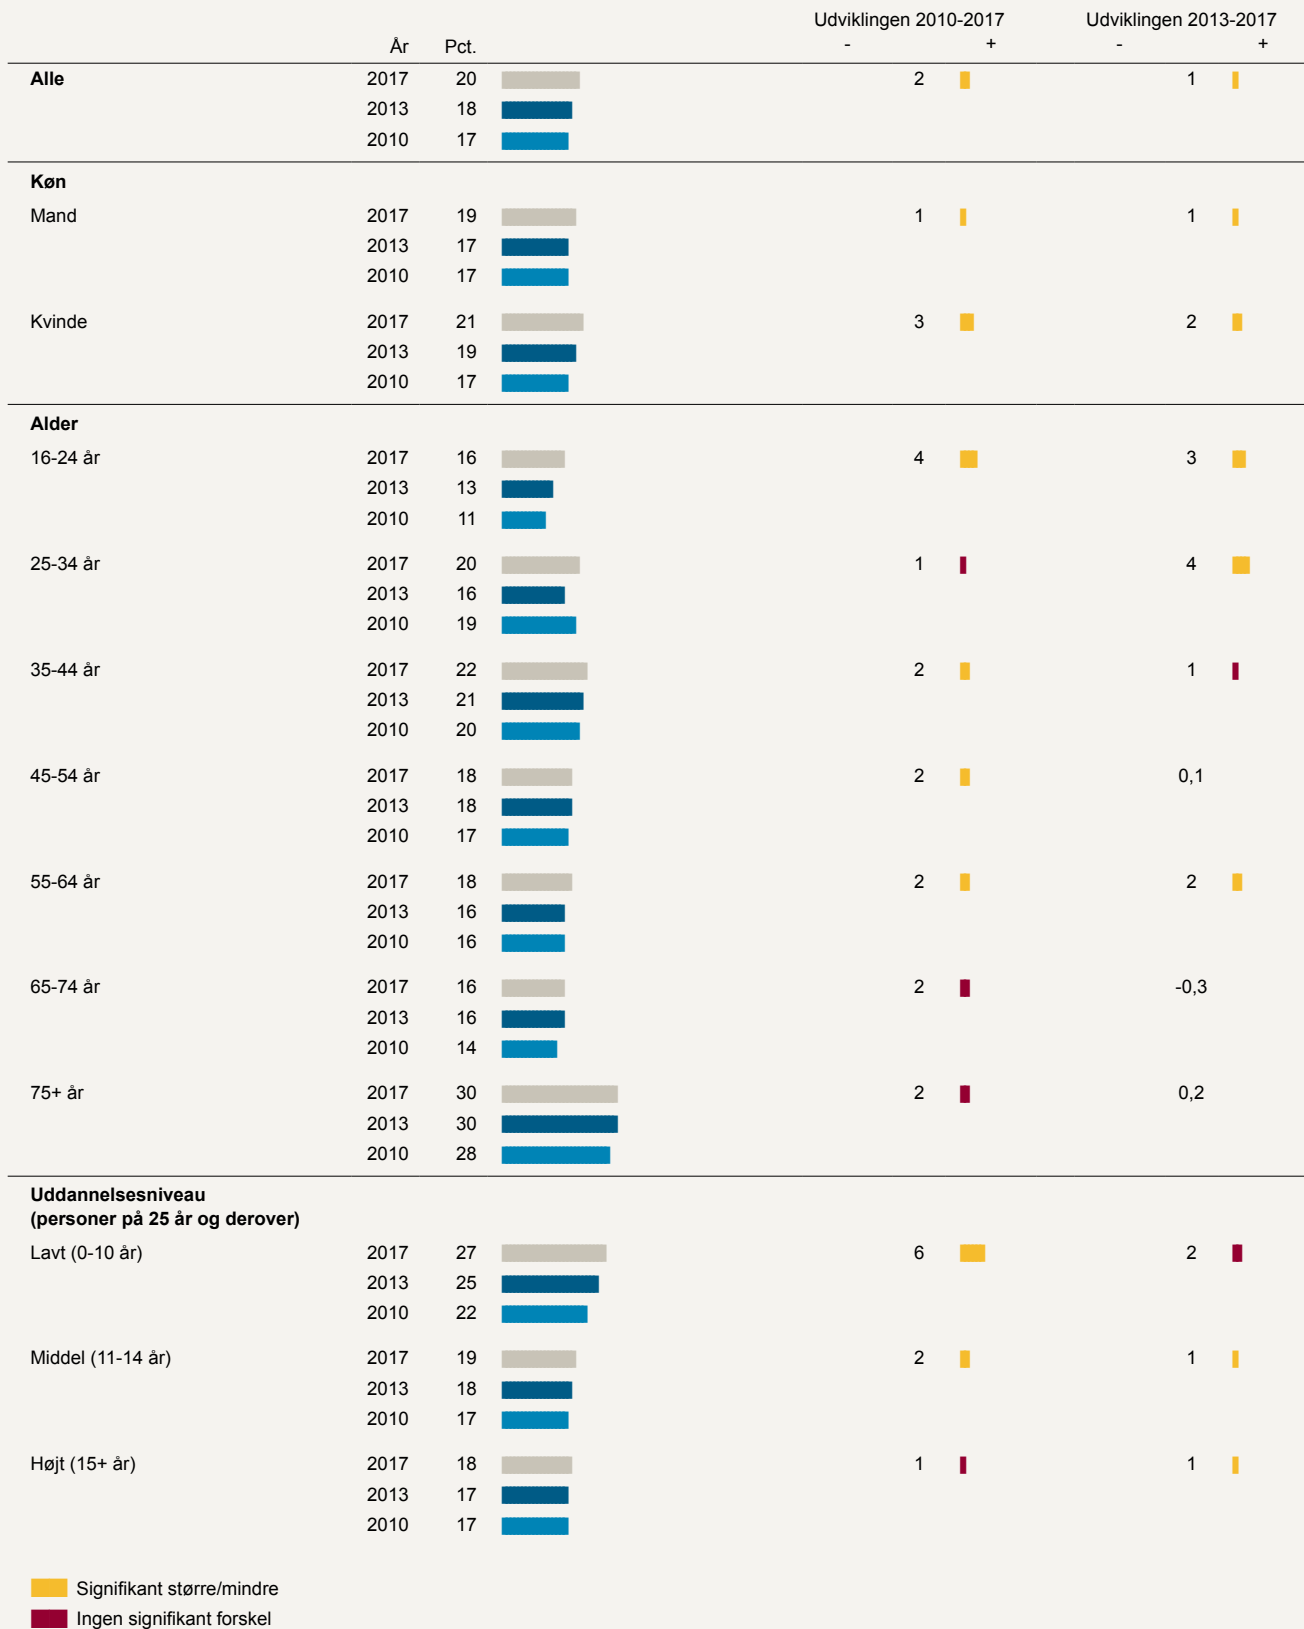 Udviklingen 2010-2017 Udviklingen 2013-2017
År Pct. - + - +
Alle 2017 20 2 1
2013 18
2010 17
Køn
Mand 2017 19 1 1
2013 17
2010 17
Kvinde 2017 21 3 2
2013 19
2010 17
Alder
16-24 år 2017 16 4 3
2013 13
2010 11
25-34 år 2017 20 1 4
2013 16
2010 19
35-44 år 2017 22 2 1
2013 21
2010 20
45-54 år 2017 18 2 0,1
2013 18
2010 17
55-64 år 2017 18 2 2
2013 16
2010 16
65-74 år 2017 16 2 -0,3
2013 16
2010 14
75+ år 2017 30 2 0,2
2013 30
2010 28
Uddannelsesniveau
(personer på 25 år og derover)
Lavt (0-10 år) 2017 27 6 2
2013 25
2010 22
Middel (11-14 år) 2017 19 2 1
2013 18
2010 17
Højt (15+ år) 2017 18 1 1
2013 17
2010 17
Signifikant større/mindre
Ingen signifikant forskel